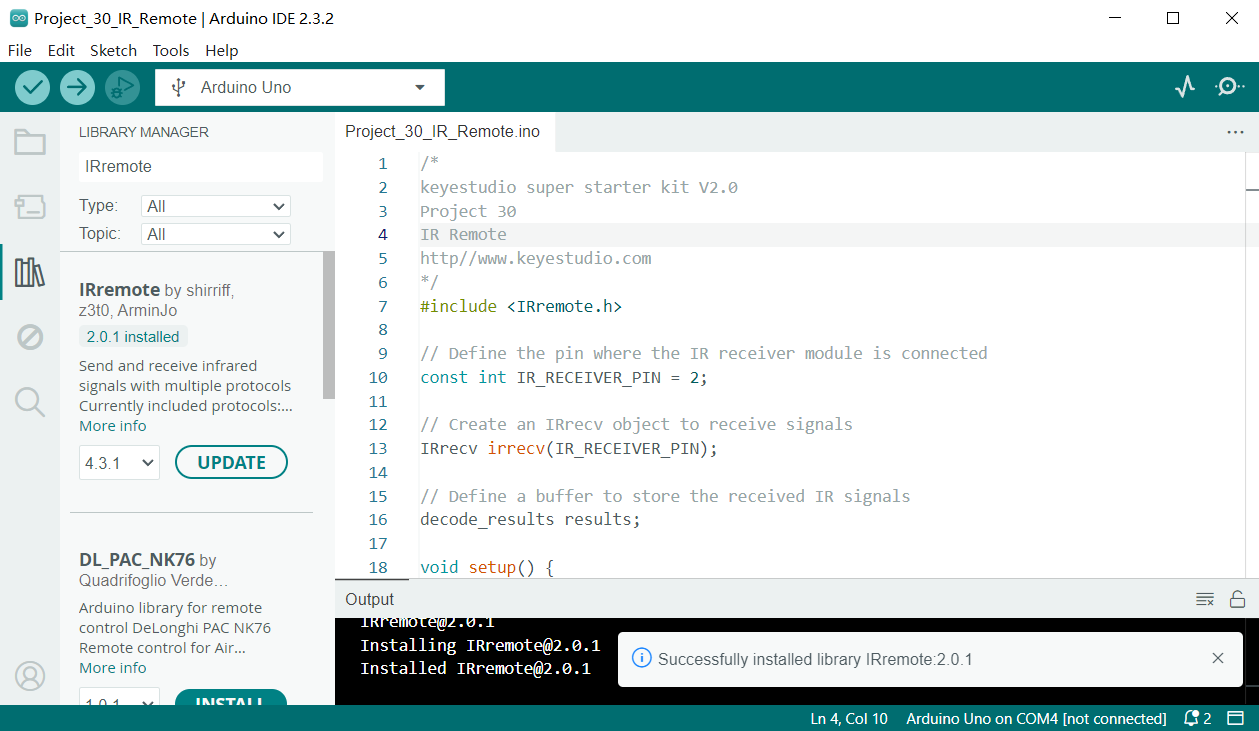 Project_30_IR_Remote | Arduino IDE 2.3.2
File Edit Sketch Tools Help
Arduino Uno
LIBRARY MANAGER
IRremote
Type: All
Topic: All
IRremote by shirriff,
z3t0, ArminJo
2.0.1 installed
Send and receive infrared
signals with multiple protocols
Currently included protocols:...
More info
4.3.1 UPDATE
DL_PAC_NK76 by
Quadrifoglio Verde...
Arduino library for remote
control DeLonghi PAC NK76
Remote control for Air...
More info
1.0.1 INSTALL
Project_30_IR_Remote.ino
1 /*
2 keyestudio super starter kit V2.0
3 Project 30
4 IR Remote
5 http//www.keyestudio.com
6 */
7 #include <IRremote.h>
8
9 // Define the pin where the IR receiver module is connected
10 const int IR_RECEIVER_PIN = 2;
11
12 // Create an IRrecv object to receive signals
13 IRrecv irrecv(IR_RECEIVER_PIN);
14
15 // Define a buffer to store the received IR signals
16 decode_results results;
17
18 void setup() {
Output
IRremote@2.0.1
Installing IRremote@2.0.1
Installed IRremote@2.0.1
Successfully installed library IRremote:2.0.1
Ln 4, Col 10 Arduino Uno on COM4 [not connected] 2